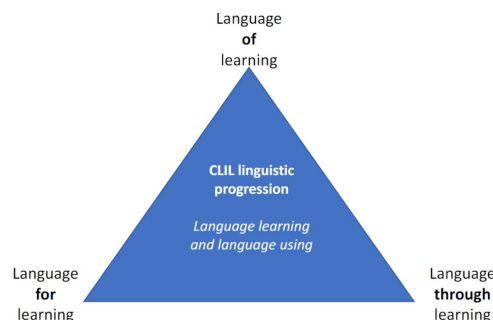 Language
of
learning
CLIL linguistic
progression
Language learning
and language using
Language
for
learning
Language
through
learning